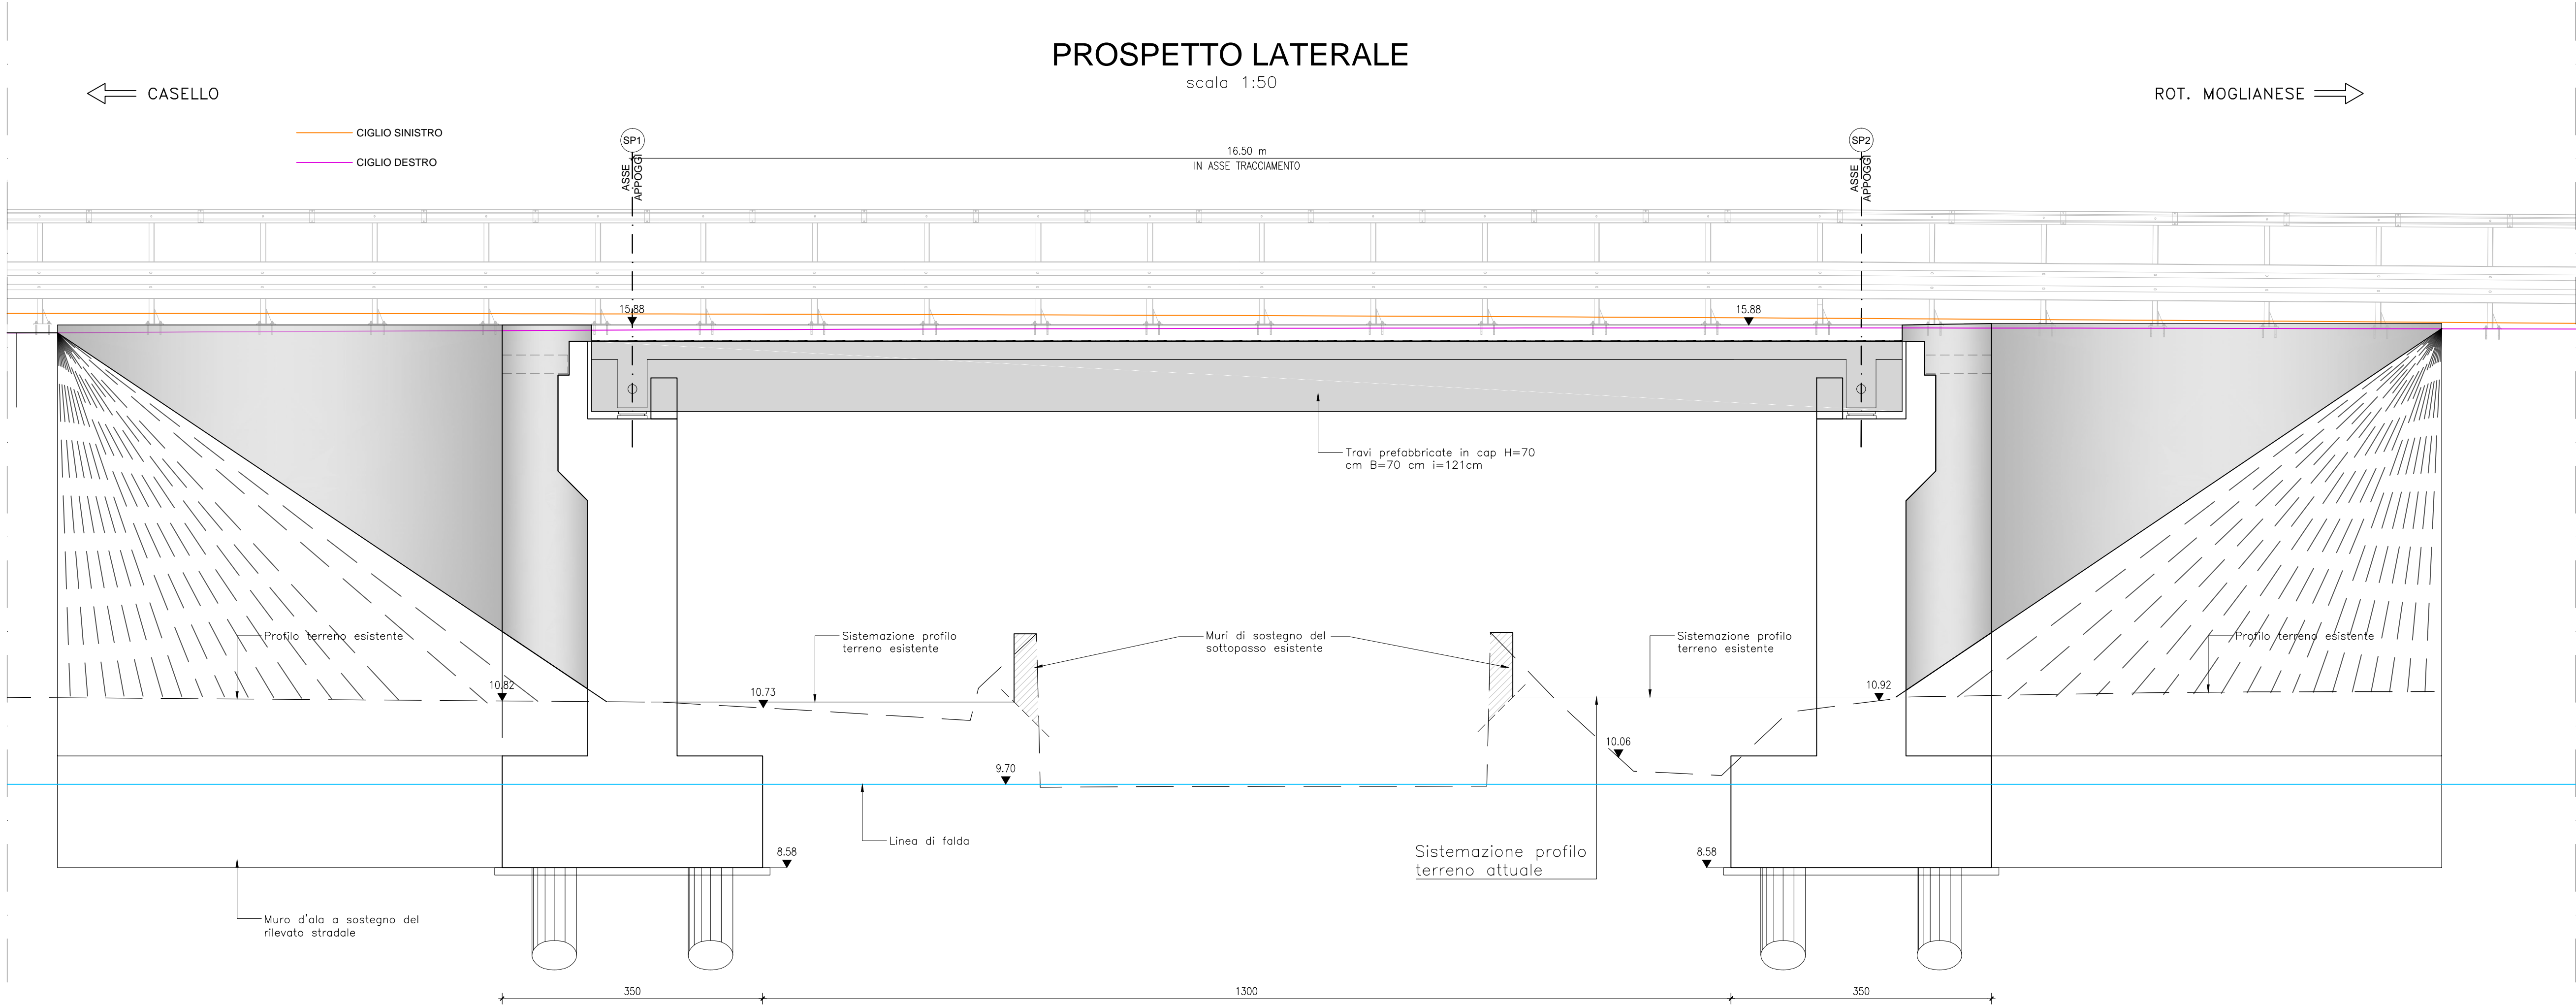 PROSPETTO LATERALE
scala 1:50
CASELLO
ROT. MOGLIANESE
CIGLIO SINISTRO
CIGLIO DESTRO
SP1
SP2
ASSE
APPOGGI
ASSE
APPOGGI
16.50 m
IN ASSE TRACCIAMENTO
15.88
15.88
Travi prefabbricate in cap H=70
cm B=70 cm i=121cm
Profilo terreno esistente
Sistemazione profilo
terreno esistente
Muri di sostegno del
sottopasso esistente
Sistemazione profilo
terreno esistente
Profilo terreno esistente
10.82
10.73
10.92
10.06
9.70
Linea di falda
8.58
Sistemazione profilo
terreno attuale
8.58
Muro d'ala a sostegno del
rilevato stradale
350
1300
350